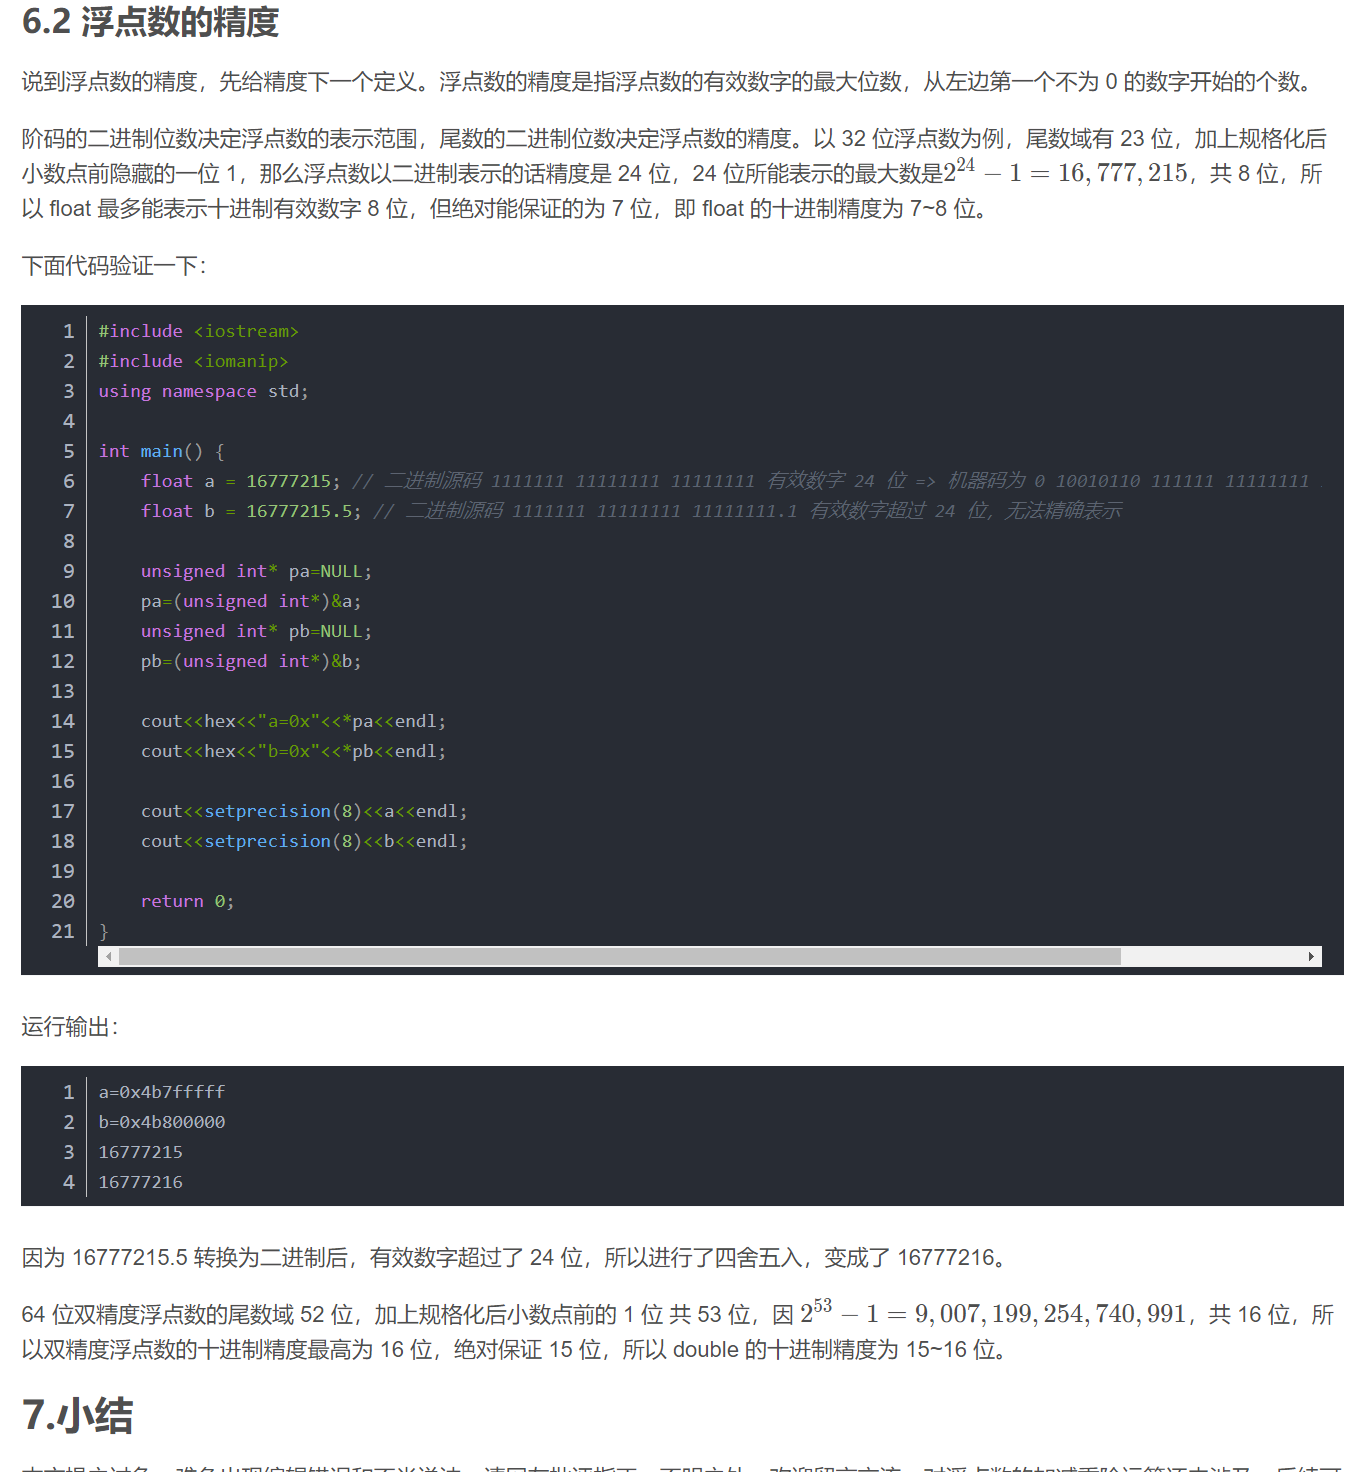 6.2 浮点数的精度
说到浮点数的精度，先给精度下一个定义。浮点数的精度是指浮点数的有效数字的最大位数，从左边第一个不为 0 的数字开始的个数。
阶码的二进制位数决定浮点数的表示范围，尾数的二进制位数决定浮点数的精度。以 32 位浮点数为例，尾数域有 23 位，加上规格化后
小数点前隐藏的一位 1，那么浮点数以二进制表示的话精度是 24 位，24 位所能表示的最大数是2^24 − 1 = 16,777,215，共 8 位，所
以 float 最多能表示十进制有效数字 8 位，但绝对能保证的为 7 位，即 float 的十进制精度为 7~8 位。
下面代码验证一下：
1 #include <iostream>
2 #include <iomanip>
3 using namespace std;
4
5 int main() {
6     float a = 16777215; // 二进制源码 1111111 11111111 11111111 有效数字 24 位 => 机器码为 0 10010110 111111 11111111
7     float b = 16777215.5; // 二进制源码 1111111 11111111 11111111.1 有效数字超过 24 位，无法精确表示
8
9     unsigned int* pa=NULL;
10     pa=(unsigned int*)&a;
11     unsigned int* pb=NULL;
12     pb=(unsigned int*)&b;
13
14     cout<<hex<<"a=0x"<<*pa<<endl;
15     cout<<hex<<"b=0x"<<*pb<<endl;
16
17     cout<<setprecision(8)<<a<<endl;
18     cout<<setprecision(8)<<b<<endl;
19
20     return 0;
21 }
运行输出：
1 a=0x4b7fffff
2 b=0x4b800000
3 16777215
4 16777216
因为 16777215.5 转换为二进制后，有效数字超过了 24 位，所以进行了四舍五入，变成了 16777216。
64 位双精度浮点数的尾数域 52 位，加上规格化后小数点前的 1 位 共 53 位，因 2^53 − 1 = 9,007,199,254,740,991，共 16 位，所
以双精度浮点数的十进制精度最高为 16 位，绝对保证 15 位，所以 double 的十进制精度为 15~16 位。
7.小结